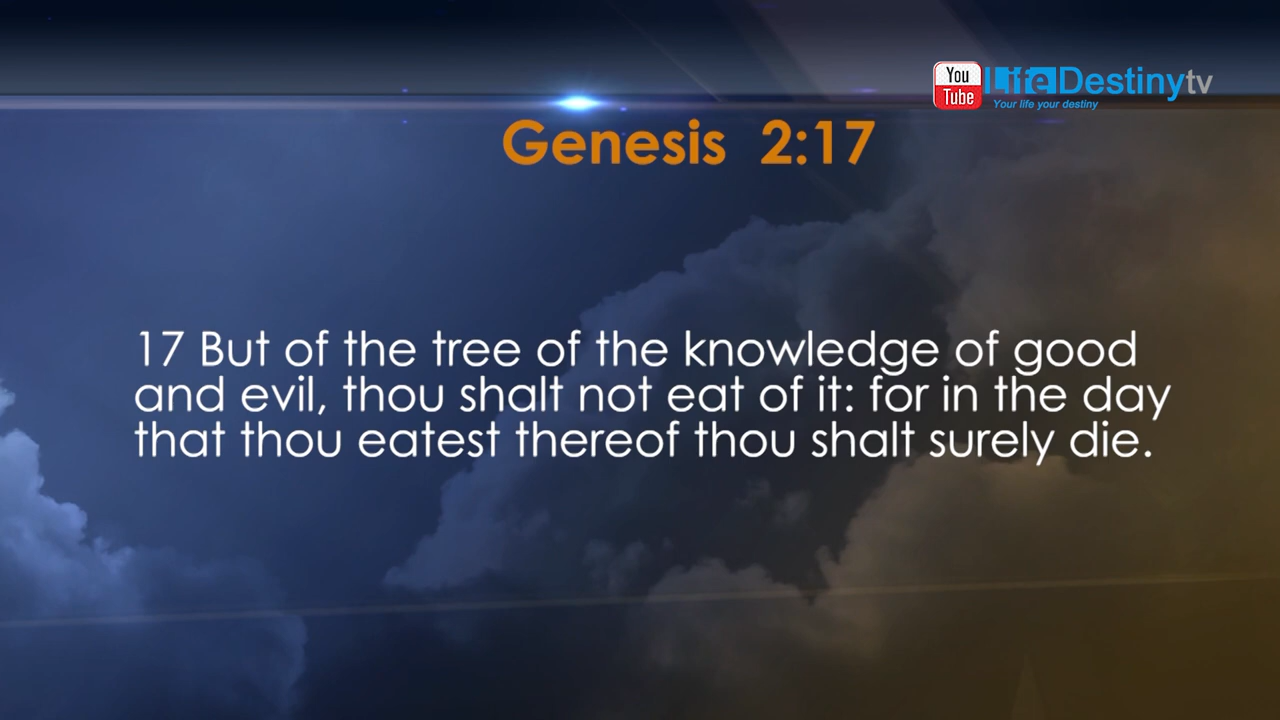 You
Tube
LifeDestinytv
Your life your destiny
Genesis 2:17
17 But of the tree of the knowledge of good
and evil, thou shalt not eat of it: for in the day
that thou eatest thereof thou shalt surely die.